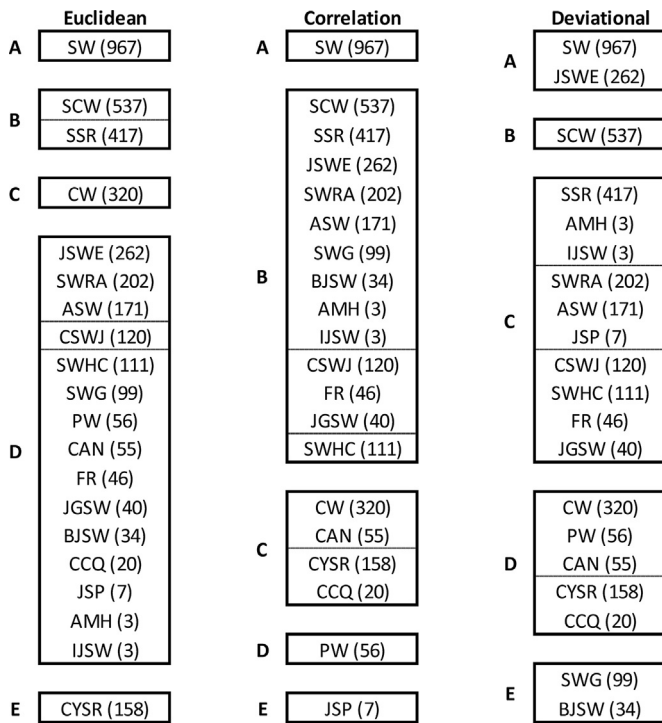 Euclidean
A
SW (967)
B
SCW (537)
SSR (417)
C
CW (320)
D
JSWE (262)
SWRA (202)
ASW (171)
CSWJ (120)
SWHC (111)
SWG (99)
PW (56)
CAN (55)
FR (46)
JGSW (40)
BJSW (34)
CCQ (20)
JSP (7)
AMH (3)
IJSW (3)
E
CYSR (158)
Correlation
A
SW (967)
B
SCW (537)
SSR (417)
JSWE (262)
SWRA (202)
ASW (171)
SWG (99)
BJSW (34)
AMH (3)
IJSW (3)
CSWJ (120)
FR (46)
JGSW (40)
SWHC (111)
C
CW (320)
CAN (55)
CYSR (158)
CCQ (20)
D
PW (56)
E
JSP (7)
Deviational
A
SW (967)
JSWE (262)
B
SCW (537)
C
SSR (417)
AMH (3)
IJSW (3)
SWRA (202)
ASW (171)
JSP (7)
CSWJ (120)
SWHC (111)
FR (46)
JGSW (40)
D
CW (320)
PW (56)
CAN (55)
CYSR (158)
CCQ (20)
E
SWG (99)
BJSW (34)